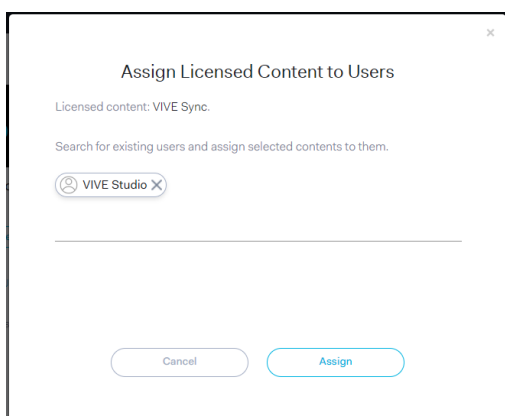 Assign Licensed Content to Users
Licensed content: VIVE Sync.
Search for existing users and assign selected contents to them.
VIVE Studio
Cancel
Assign